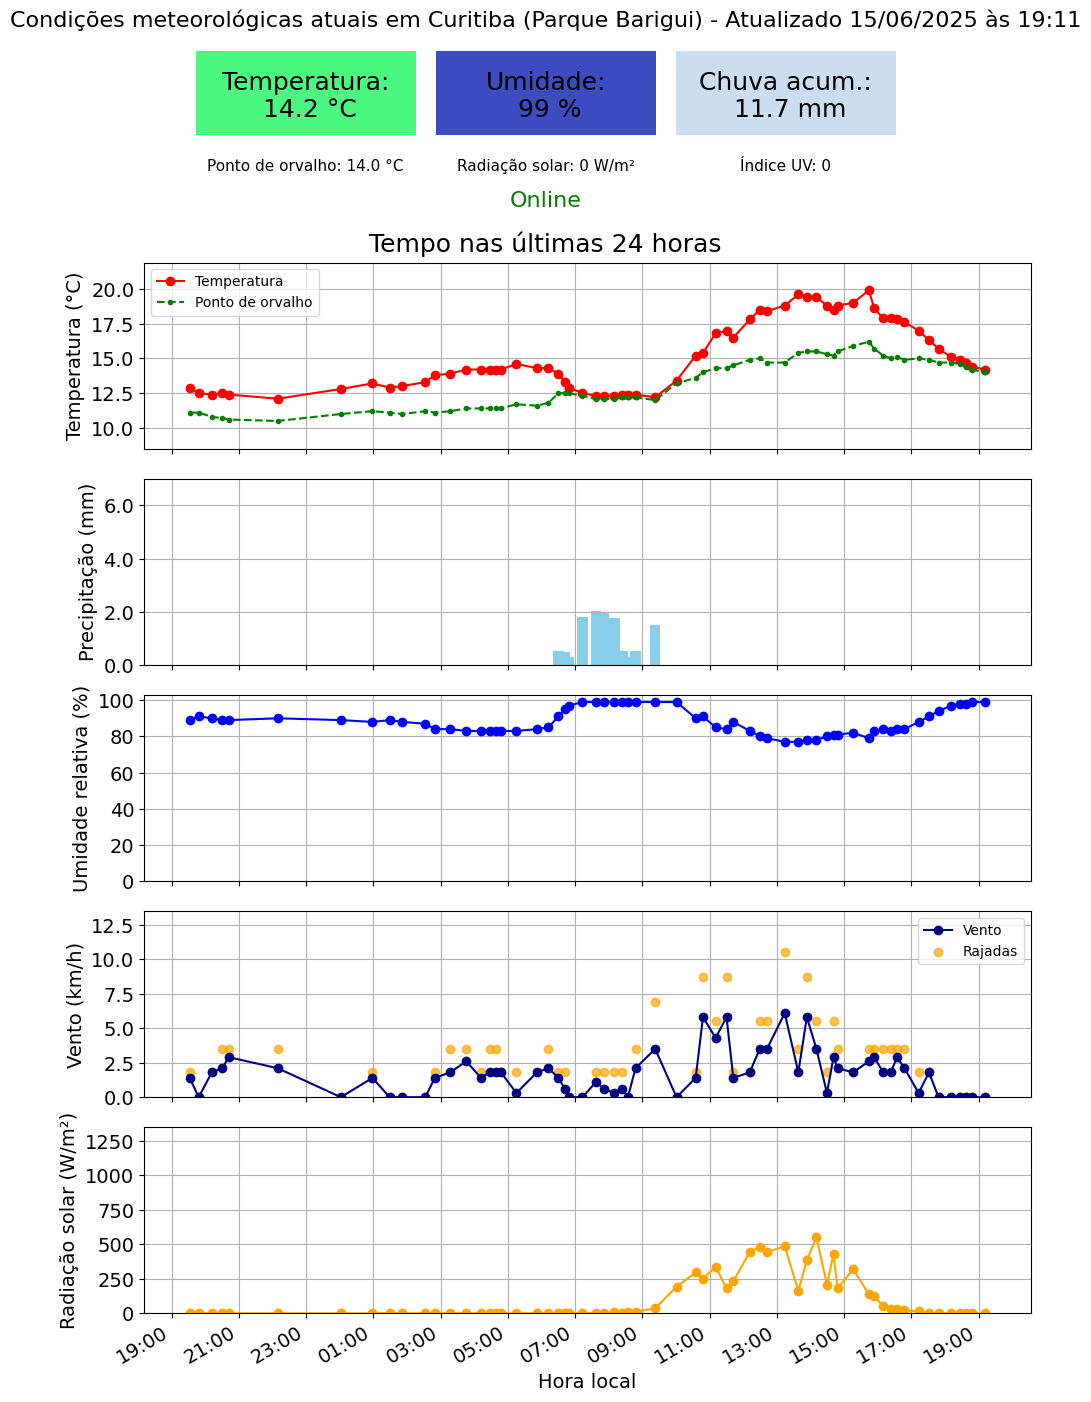 Condições meteorológicas atuais em Curitiba (Parque Barigui) - Atualizado 15/06/2025 às 19:11
Temperatura:
14.2 °C
Umidade:
99 %
Chuva acum.:
11.7 mm
Ponto de orvalho: 14.0 °C
Radiação solar: 0 W/m²
Índice UV: 0
Online
Tempo nas últimas 24 horas
Temperatura (°C)
20.0
17.5
15.0
12.5
10.0
Temperatura
Ponto de orvalho
Precipitação (mm)
6.0
4.0
2.0
0.0
Umidade relativa (%)
100
80
60
40
20
0
Vento (km/h)
12.5
10.0
7.5
5.0
2.5
0.0
Vento
Rajadas
Radiação solar (W/m²)
1250
1000
750
500
250
0
19:00
21:00
23:00
01:00
03:00
05:00
07:00
09:00
11:00
13:00
15:00
17:00
19:00
Hora local